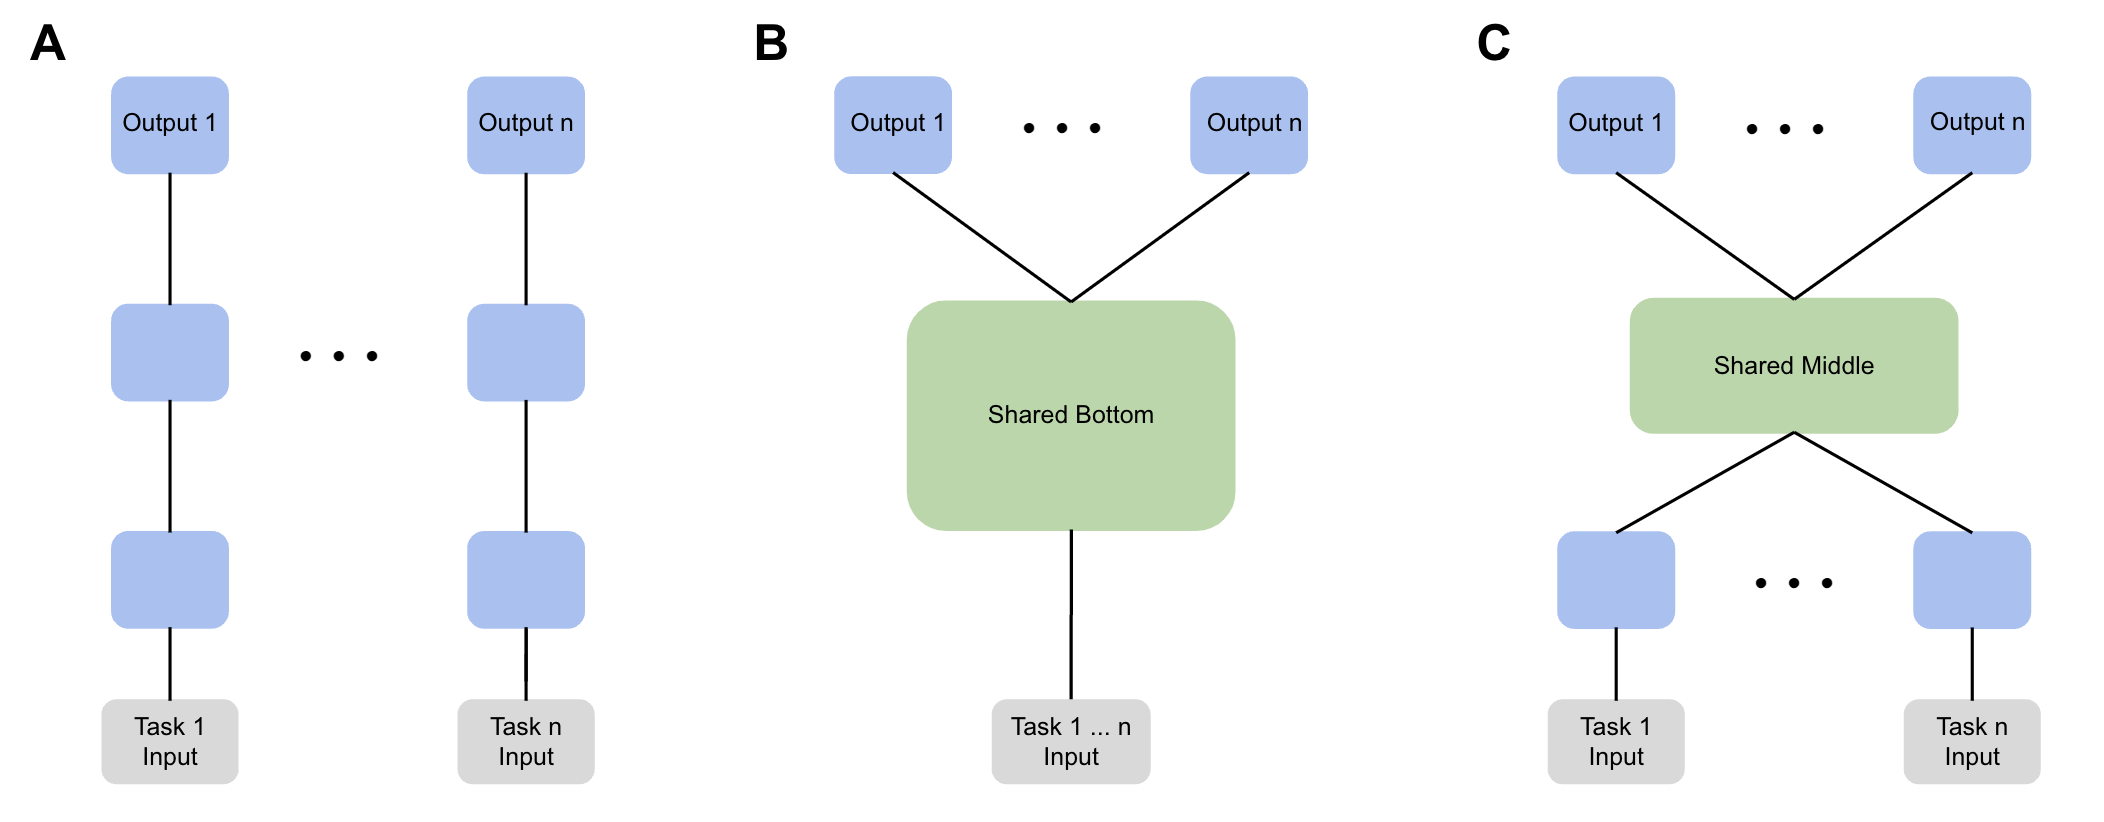 A
Output 1
Output n
Task 1
Input
Task n
Input
B
Output 1
Output n
Shared Bottom
Task 1 ... n
Input
C
Output 1
Output n
Shared Middle
Task 1
Input
Task n
Input